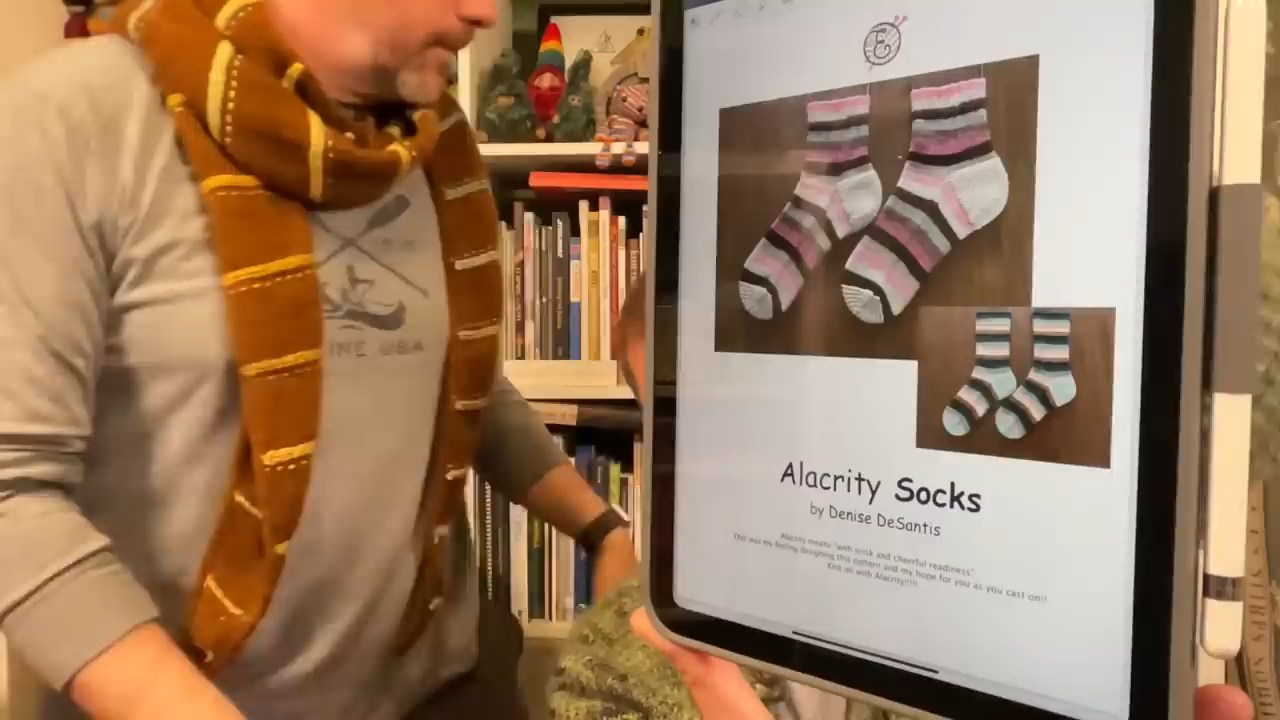 Alacrity Socks
by Denise DeSantis
Alacrity means "with brisk and cheerful readiness"
This was my feeling designing this pattern and my hope for you as you cast on!!
Knit on with Alacrity!!!!
INE USA